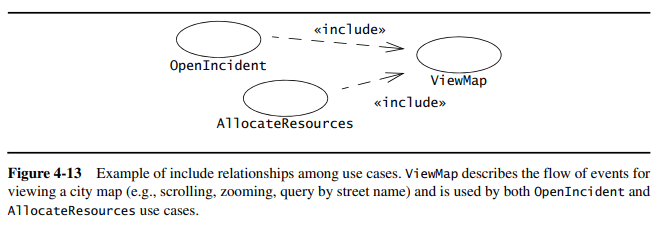 «include»
OpenIncident
ViewMap
«include»
AllocateResources
Figure 4-13 Example of include relationships among use cases. ViewMap describes the flow of events for
viewing a city map (e.g., scrolling, zooming, query by street name) and is used by both OpenIncident and
AllocateResources use cases.